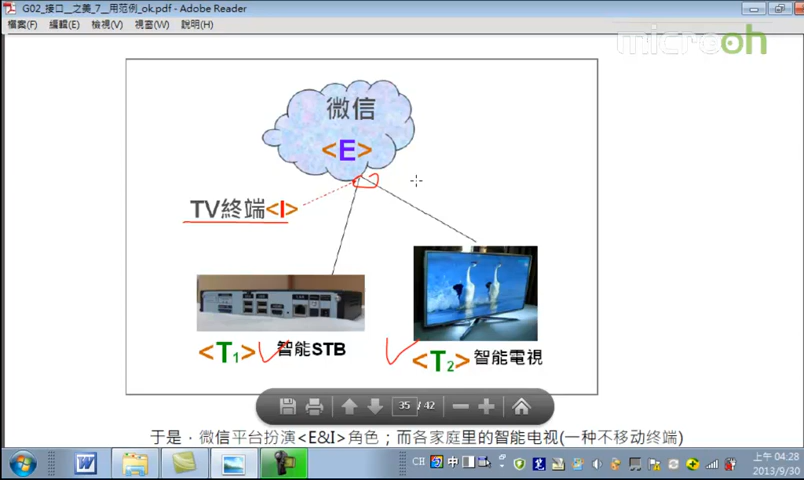 G02_接口__之美_7__用范例_ok.pdf - Adobe Reader
檔案(F) 編輯(E) 檢視(V) 視窗(W) 說明(H)
microoh
微信
<E>
TV終端<I>
<T1> 智能STB
<T2> 智能電視
35 / 42
于是，微信平台扮演<E&I>角色；而各家庭里的智能电视(一种不移动终端)
CH 中
上午 04:28
2013/9/30